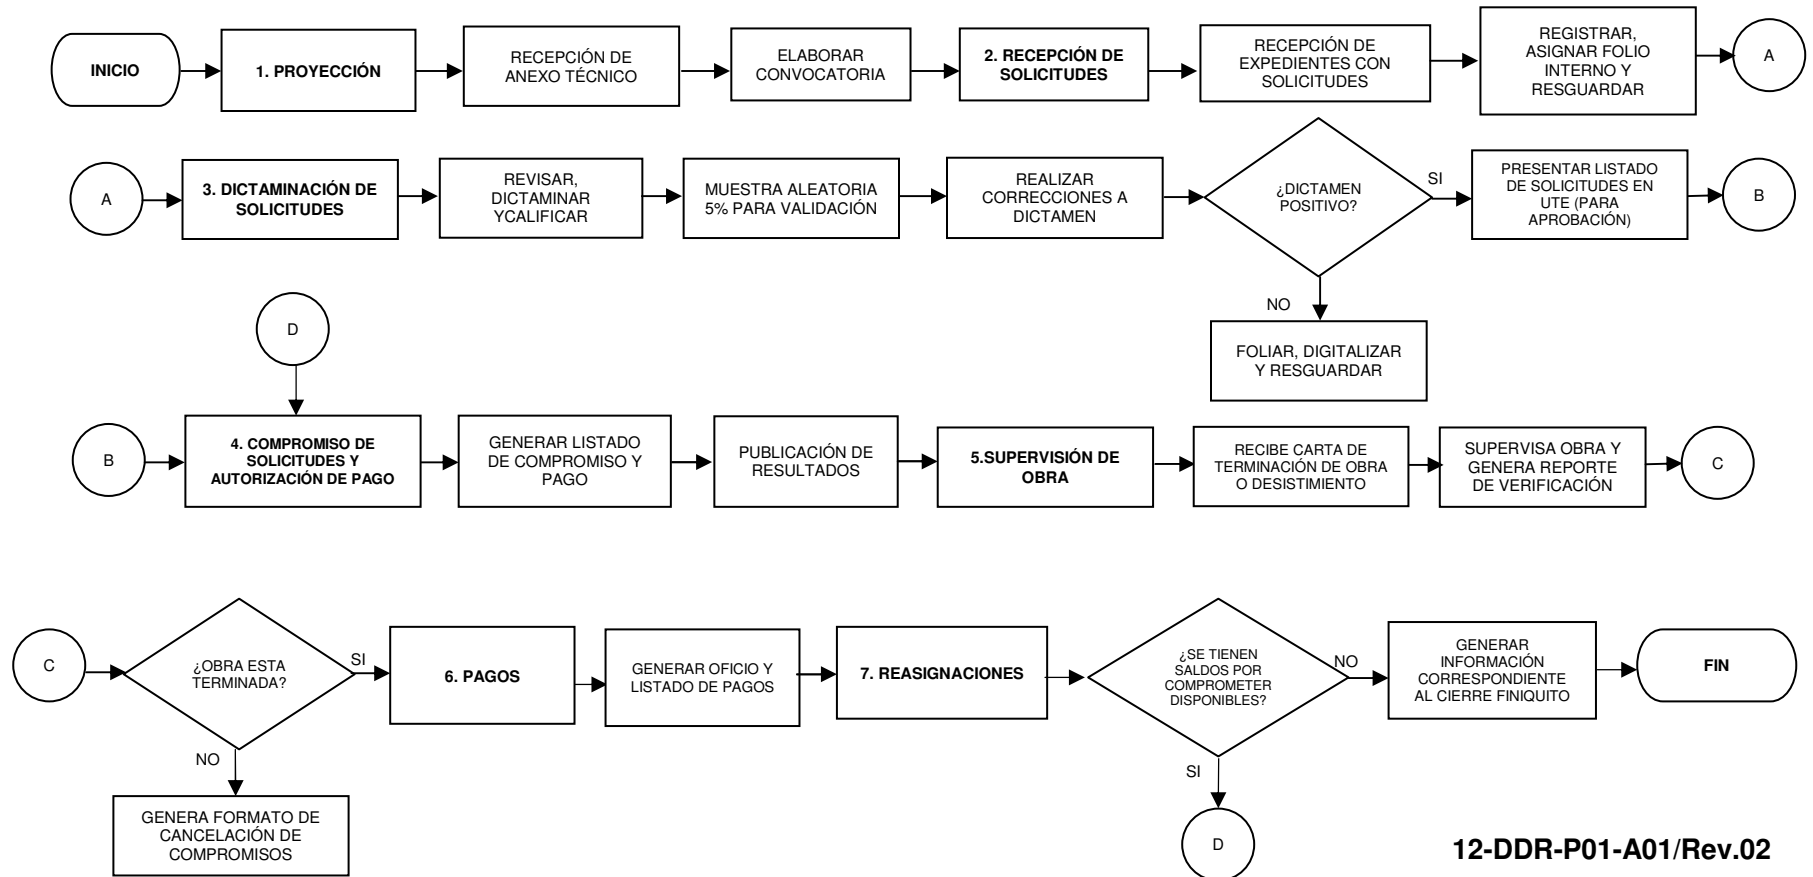 INICIO
1. PROYECCIÓN
RECEPCIÓN DE
ANEXO TÉCNICO
ELABORAR
CONVOCATORIA
2. RECEPCIÓN DE
SOLICITUDES
RECEPCIÓN DE
EXPEDIENTES CON
SOLICITUDES
REGISTRAR,
ASIGNAR FOLIO
INTERNO Y
RESGUARDAR
A
A
3. DICTAMINACIÓN DE
SOLICITUDES
REVISAR,
DICTAMINAR
YCALIFICAR
MUESTRA ALEATORIA
5% PARA VALIDACIÓN
REALIZAR
CORRECCIONES A
DICTAMEN
¿DICTAMEN
POSITIVO?
SI
PRESENTAR LISTADO
DE SOLICITUDES EN
UTE (PARA
APROBACIÓN)
B
NO
FOLIAR, DIGITALIZAR
Y RESGUARDAR
D
B
4. COMPROMISO DE
SOLICITUDES Y
AUTORIZACIÓN DE PAGO
GENERAR LISTADO
DE COMPROMISO Y
PAGO
PUBLICACIÓN DE
RESULTADOS
5.SUPERVISIÓN DE
OBRA
RECIBE CARTA DE
TERMINACIÓN DE OBRA
O DESISTIMIENTO
SUPERVISA OBRA Y
GENERA REPORTE
DE VERIFICACIÓN
C
C
¿OBRA ESTA
TERMINADA?
SI
6. PAGOS
GENERAR OFICIO Y
LISTADO DE PAGOS
7. REASIGNACIONES
¿SE TIENEN
SALDOS POR
COMPROMETER
DISPONIBLES?
NO
GENERAR
INFORMACIÓN
CORRESPONDIENTE
AL CIERRE FINIQUITO
FIN
NO
GENERA FORMATO DE
CANCELACIÓN DE
COMPROMISOS
SI
D
12-DDR-P01-A01/Rev.02